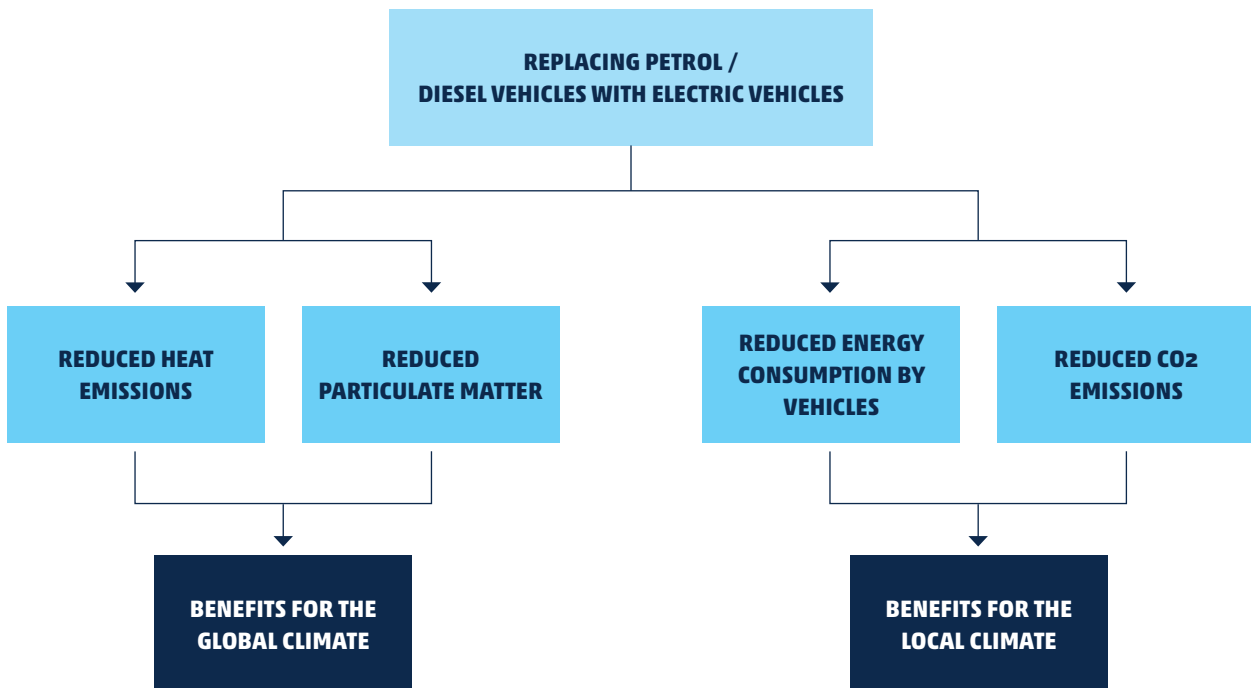 REPLACING PETROL /
DIESEL VEHICLES WITH ELECTRIC VEHICLES
REDUCED HEAT
EMISSIONS
REDUCED
PARTICULATE MATTER
REDUCED ENERGY
CONSUMPTION BY
VEHICLES
REDUCED CO2
EMISSIONS
BENEFITS FOR THE
GLOBAL CLIMATE
BENEFITS FOR THE
LOCAL CLIMATE